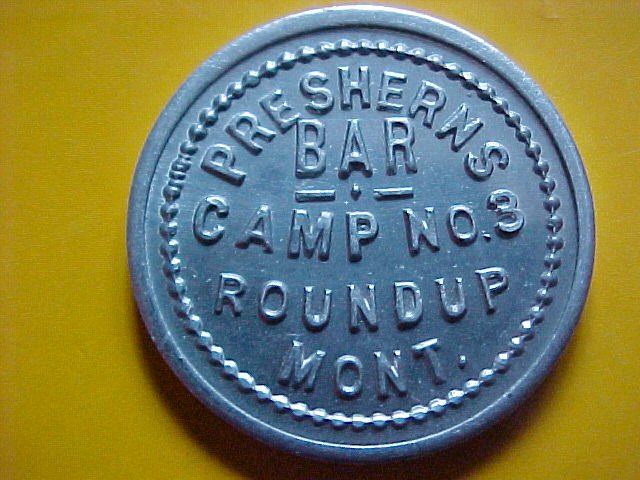 PRESHERNS
BAR
CAMP NO. 3
ROUNDUP
MONT.